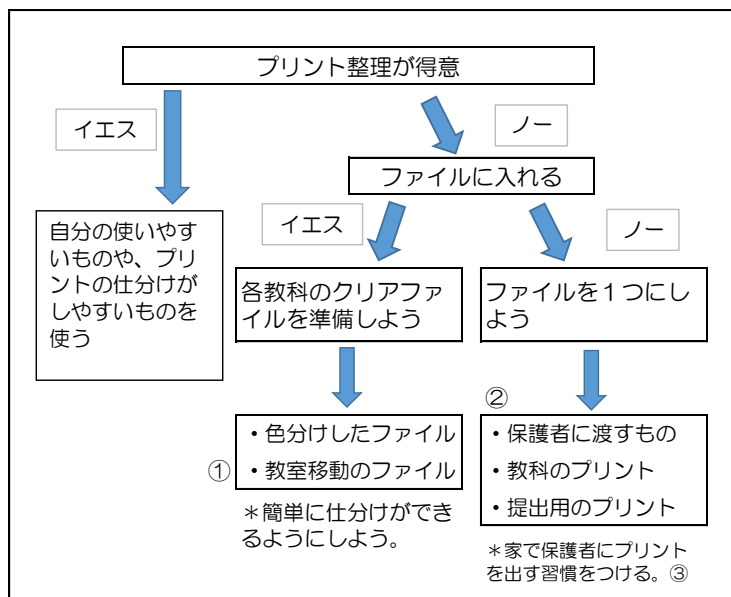 プリント整理が得意
イエス
ノー
ファイルに入れる
自分の使いやす
いものや、プリ
ントの仕分けが
しやすいものを
使う
イエス
ノー
各教科のクリアファ
イルを準備しよう
ファイルを１つにし
よう
①
・色分けしたファイル
・教室移動のファイル
＊簡単に仕分けができ
るようにしよう。
②
・保護者に渡すもの
・教科のプリント
・提出用のプリント
＊家で保護者にプリント
を出す習慣をつける。③